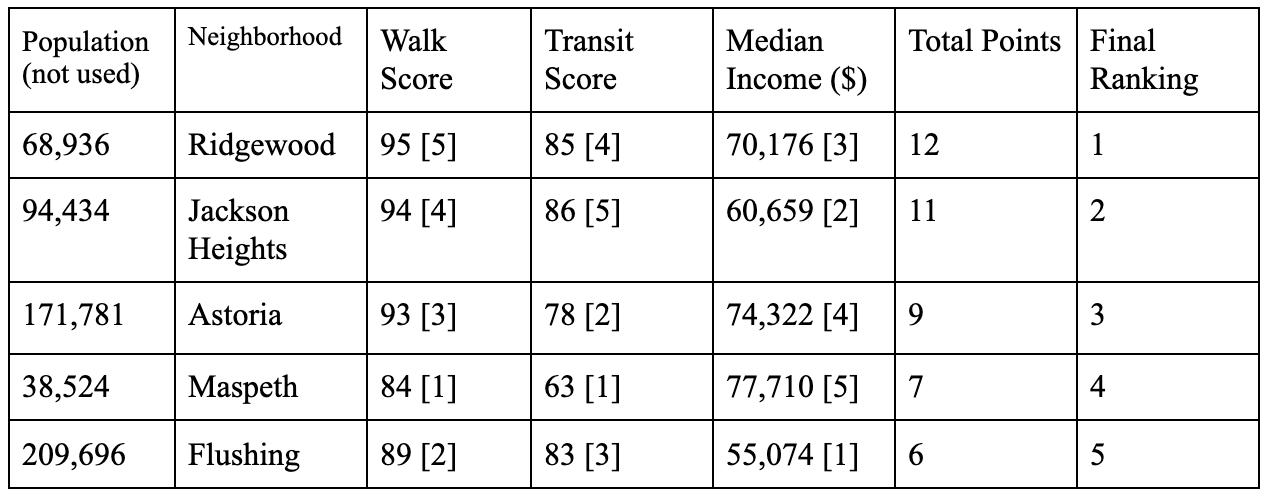 Population (not used) Neighborhood Walk Score Transit Score Median Income ($) Total Points Final Ranking
68,936 Ridgewood 95 [5] 85 [4] 70,176 [3] 12 1
94,434 Jackson Heights 94 [4] 86 [5] 60,659 [2] 11 2
171,781 Astoria 93 [3] 78 [2] 74,322 [4] 9 3
38,524 Maspeth 84 [1] 63 [1] 77,710 [5] 7 4
209,696 Flushing 89 [2] 83 [3] 55,074 [1] 6 5